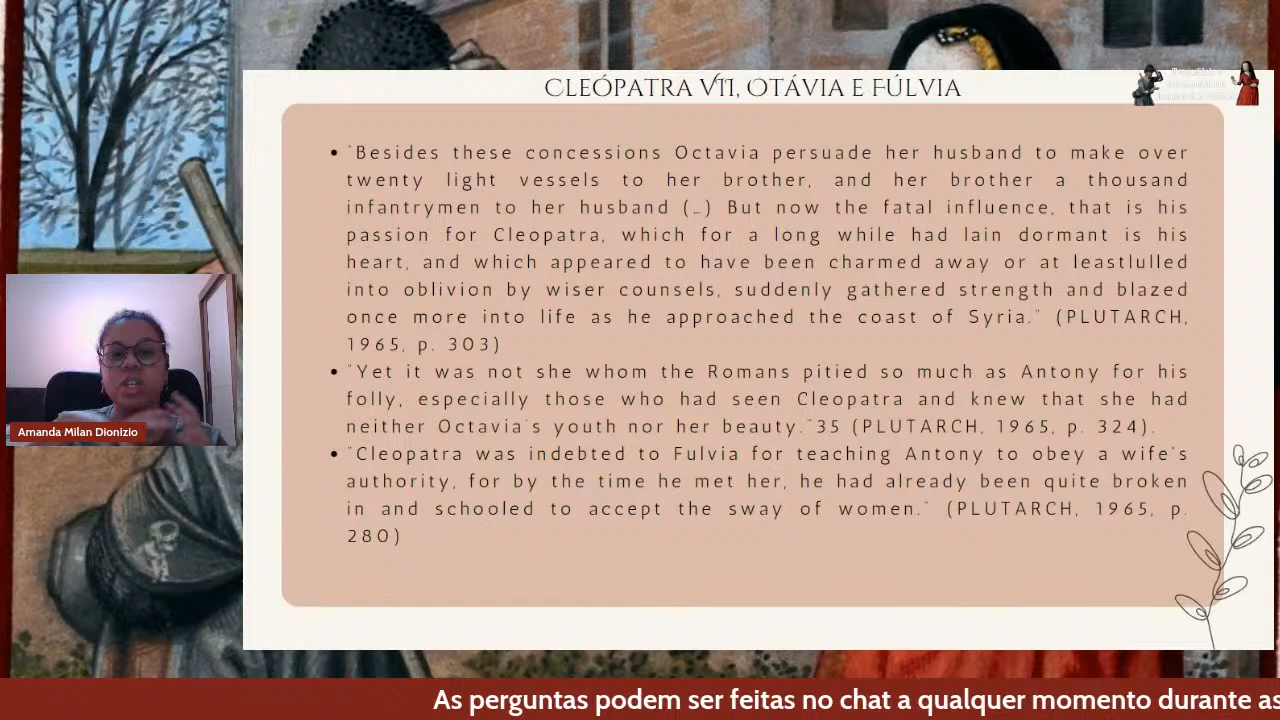 CLEÓPATRA VII, OTÁVIA E FÚLVIA
• "Besides these concessions Octavia persuade her husband to make over
twenty light vessels to her brother, and her brother a thousand
infantrymen to her husband (…) But now the fatal influence, that is his
passion for Cleopatra, which for a long while had lain dormant is his
heart, and which appeared to have been charmed away or at leastlulled
into oblivion by wiser counsels, suddenly gathered strength and blazed
once more into life as he approached the coast of Syria." (PLUTARCH,
1965, p. 303)
• "Yet it was not she whom the Romans pitied so much as Antony for his
folly, especially those who had seen Cleopatra and knew that she had
neither Octavia's youth nor her beauty."35 (PLUTARCH, 1965, p. 324).
• "Cleopatra was indebted to Fulvia for teaching Antony to obey a wife's
authority, for by the time he met her, he had already been quite broken
in and schooled to accept the sway of women." (PLUTARCH, 1965, p.
280)
Amanda Milan Dionizio
As perguntas podem ser feitas no chat a qualquer momento durante as